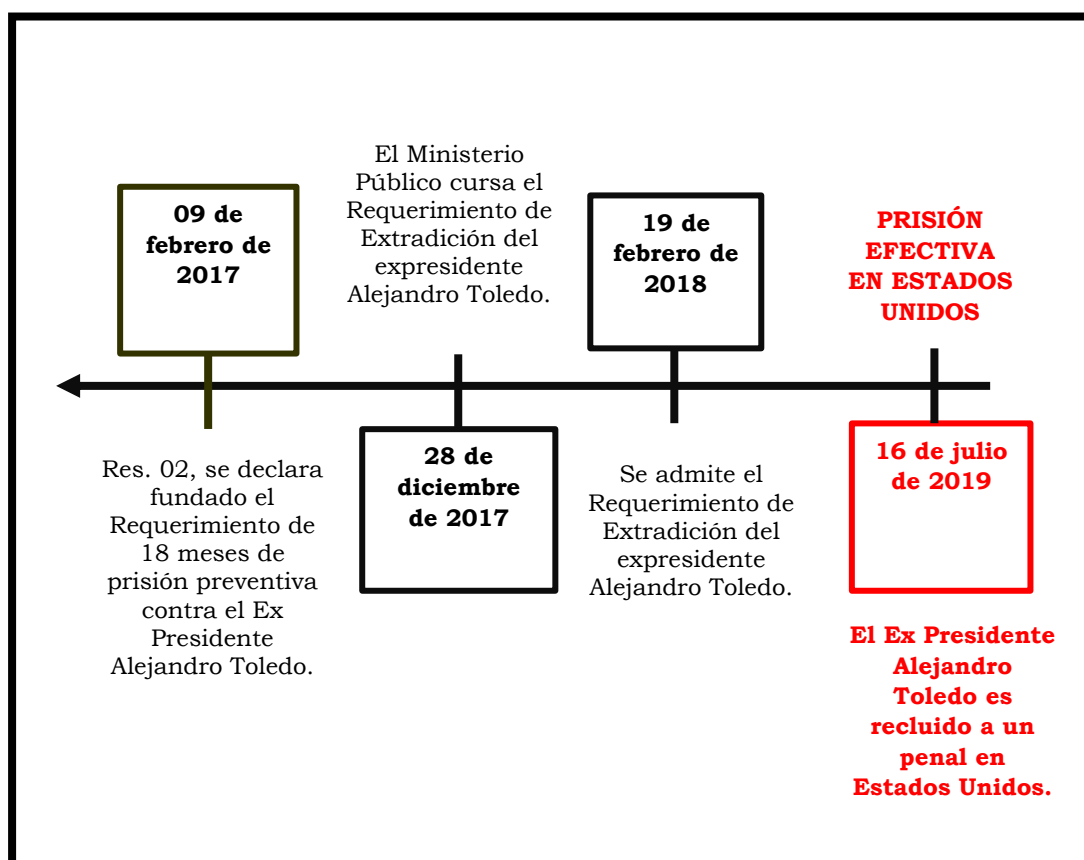 09 de
febrero de
2017
Res. 02, se declara
fundado el
Requerimiento de
18 meses de
prisión preventiva
contra el Ex
Presidente
Alejandro Toledo.
El Ministerio
Público cursa el
Requerimiento de
Extradición del
expresidente
Alejandro Toledo.
28 de
diciembre
de 2017
19 de
febrero de
2018
Se admite el
Requerimiento de
Extradición del
expresidente
Alejandro Toledo.
PRISIÓN
EFECTIVA
EN ESTADOS
UNIDOS
16 de julio
de 2019
El Ex Presidente
Alejandro
Toledo es
recluido a un
penal en
Estados Unidos.